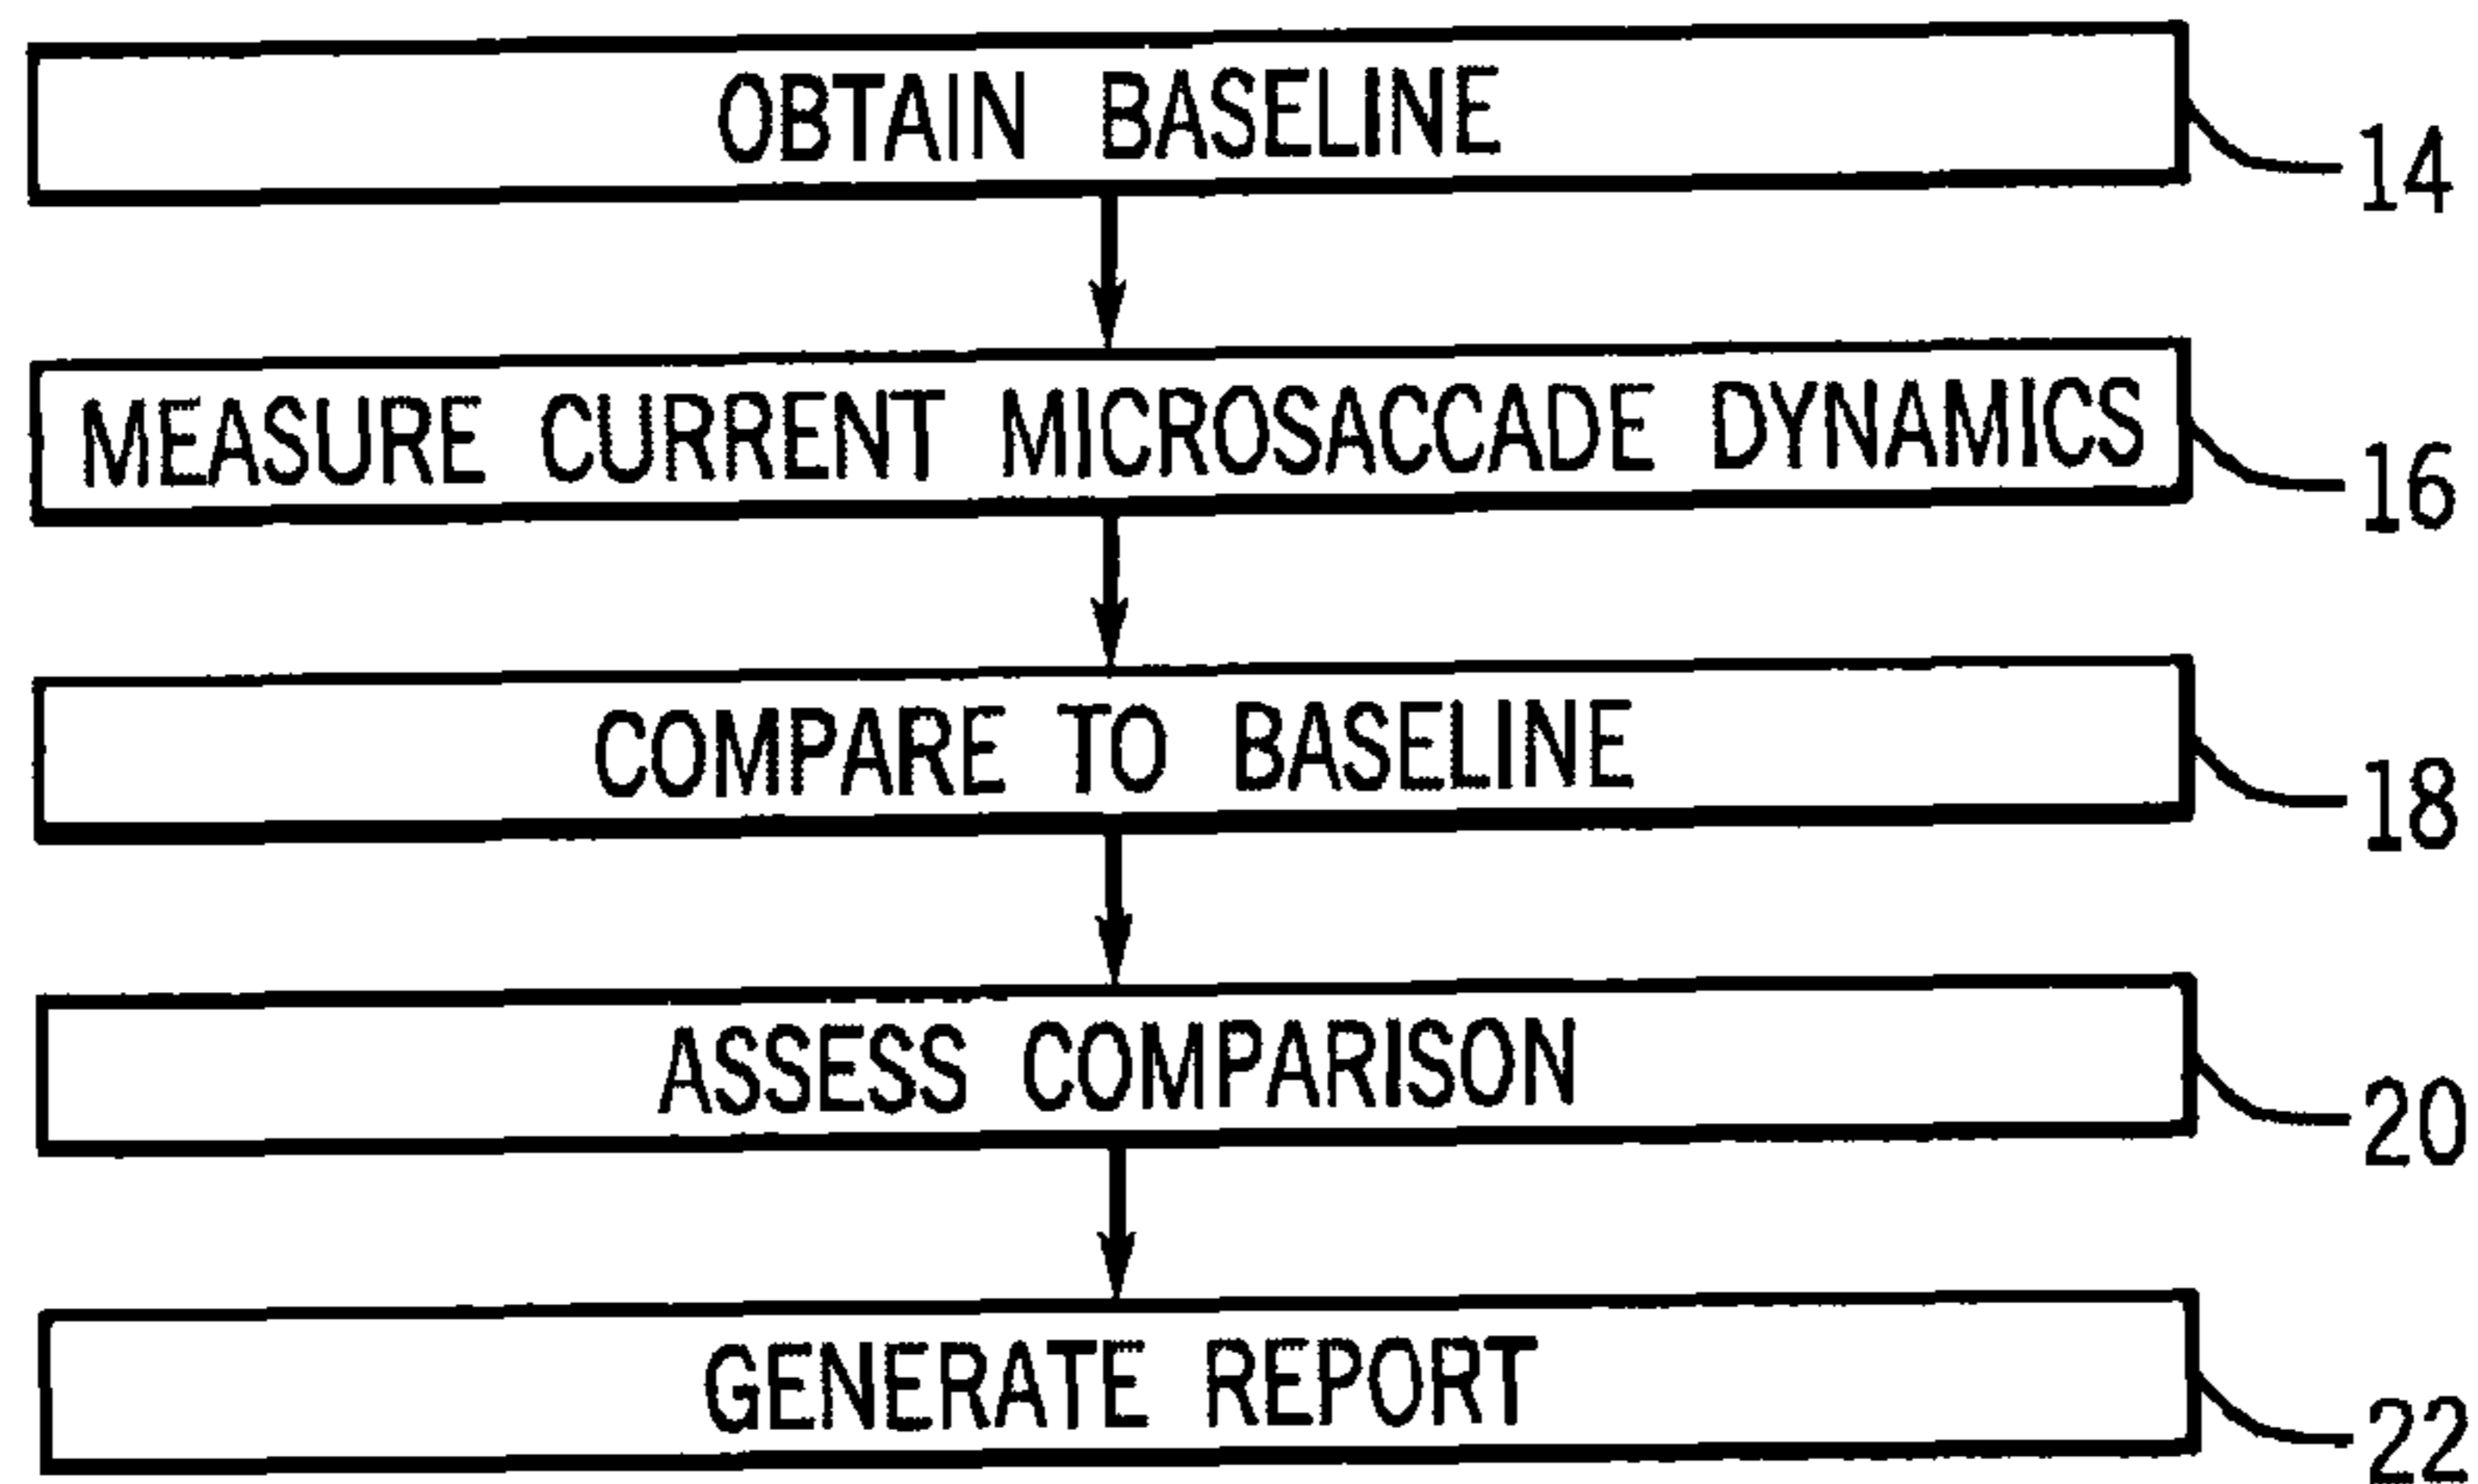 OBTAIN BASELINE
14
MEASURE CURRENT MICROSACCADE DYNAMICS
16
COMPARE TO BASELINE
18
ASSESS COMPARISON
20
GENERATE REPORT
22